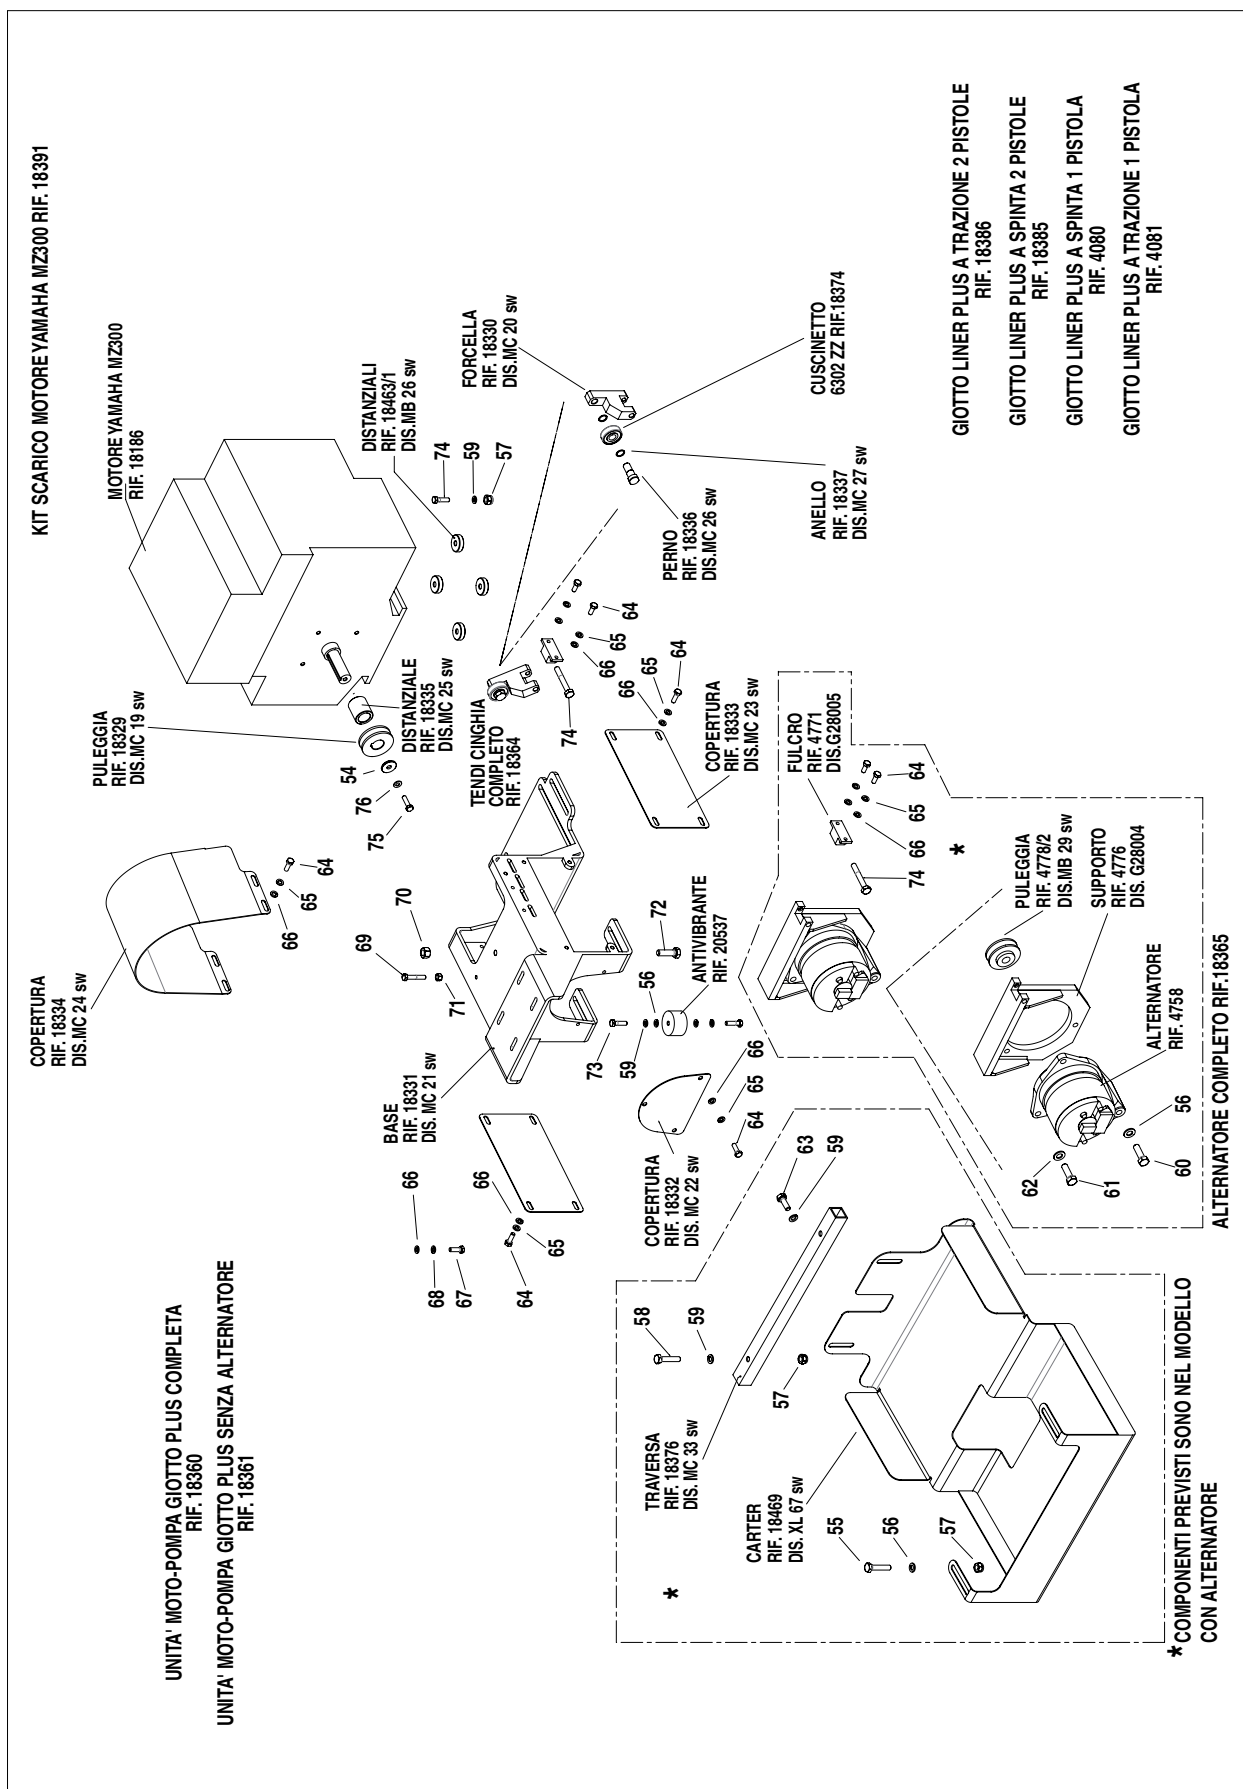 KIT SCARICO MOTORE YAMAHA MZ300 RIF. 18391
UNITA' MOTO-POMPA GIOTTO PLUS COMPLETA
RIF. 18360
UNITA' MOTO-POMPA GIOTTO PLUS SENZA ALTERNATORE
RIF. 18361
COPERTURA
RIF. 18334
DIS.MC 24 sw
66
65
64
PULEGGIA
RIF. 18329
DIS.MC 19 sw
MOTORE YAMAHA MZ300
RIF. 18186
54
76
75
DISTANZIALE
RIF. 18335
DIS.MC 25 sw
DISTANZIALI
RIF. 18463/1
DIS.MB 26 sw
74
59
57
FORCELLA
RIF. 18330
DIS.MC 20 sw
TENDI CINGHIA
COMPLETO
RIF. 18364
74
66
65
64
PERNO
RIF. 18336
DIS.MC 26 sw
ANELLO
RIF. 18337
DIS.MC 27 sw
CUSCINETTO
6302 ZZ RIF.18374
69
70
71
BASE
RIF. 18331
DIS. MC 21 sw
66
68
67
66
65
64
72
73
59
56
ANTIVIBRANTE
RIF. 20537
66
65
64
COPERTURA
RIF. 18333
DIS.MC 23 sw
COPERTURA
RIF. 18332
DIS. MC 22 sw
66
65
64
FULCRO
RIF. 4771
DIS.G28005
74
66
65
64
*
PULEGGIA
RIF. 4778/2
DIS.MB 29 sw
SUPPORTO
RIF. 4776
DIS. G28004
ALTERNATORE
RIF. 4758
62
61
56
60
ALTERNATORE COMPLETO RIF.18365
58
59
63
59
57
TRAVERSA
RIF. 18376
DIS. MC 33 sw
CARTER
RIF. 18469
DIS. XL 67 sw
55
56
57
*
*COMPONENTI PREVISTI SONO NEL MODELLO
CON ALTERNATORE
GIOTTO LINER PLUS A TRAZIONE 2 PISTOLE
RIF. 18386
GIOTTO LINER PLUS A SPINTA 2 PISTOLE
RIF. 18385
GIOTTO LINER PLUS A SPINTA 1 PISTOLA
RIF. 4080
GIOTTO LINER PLUS A TRAZIONE 1 PISTOLA
RIF. 4081